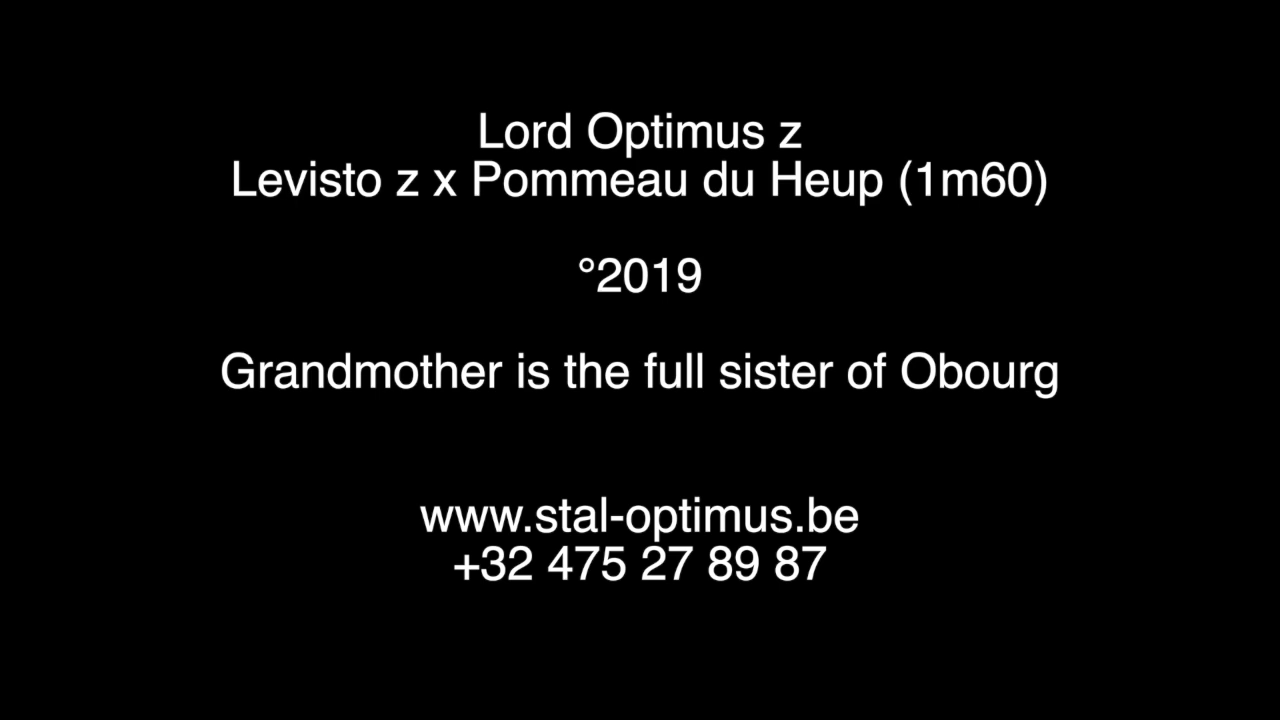 Lord Optimus z
Levisto z x Pommeau du Heup (1m60)
°2019
Grandmother is the full sister of Obourg
www.stal-optimus.be
+32 475 27 89 87